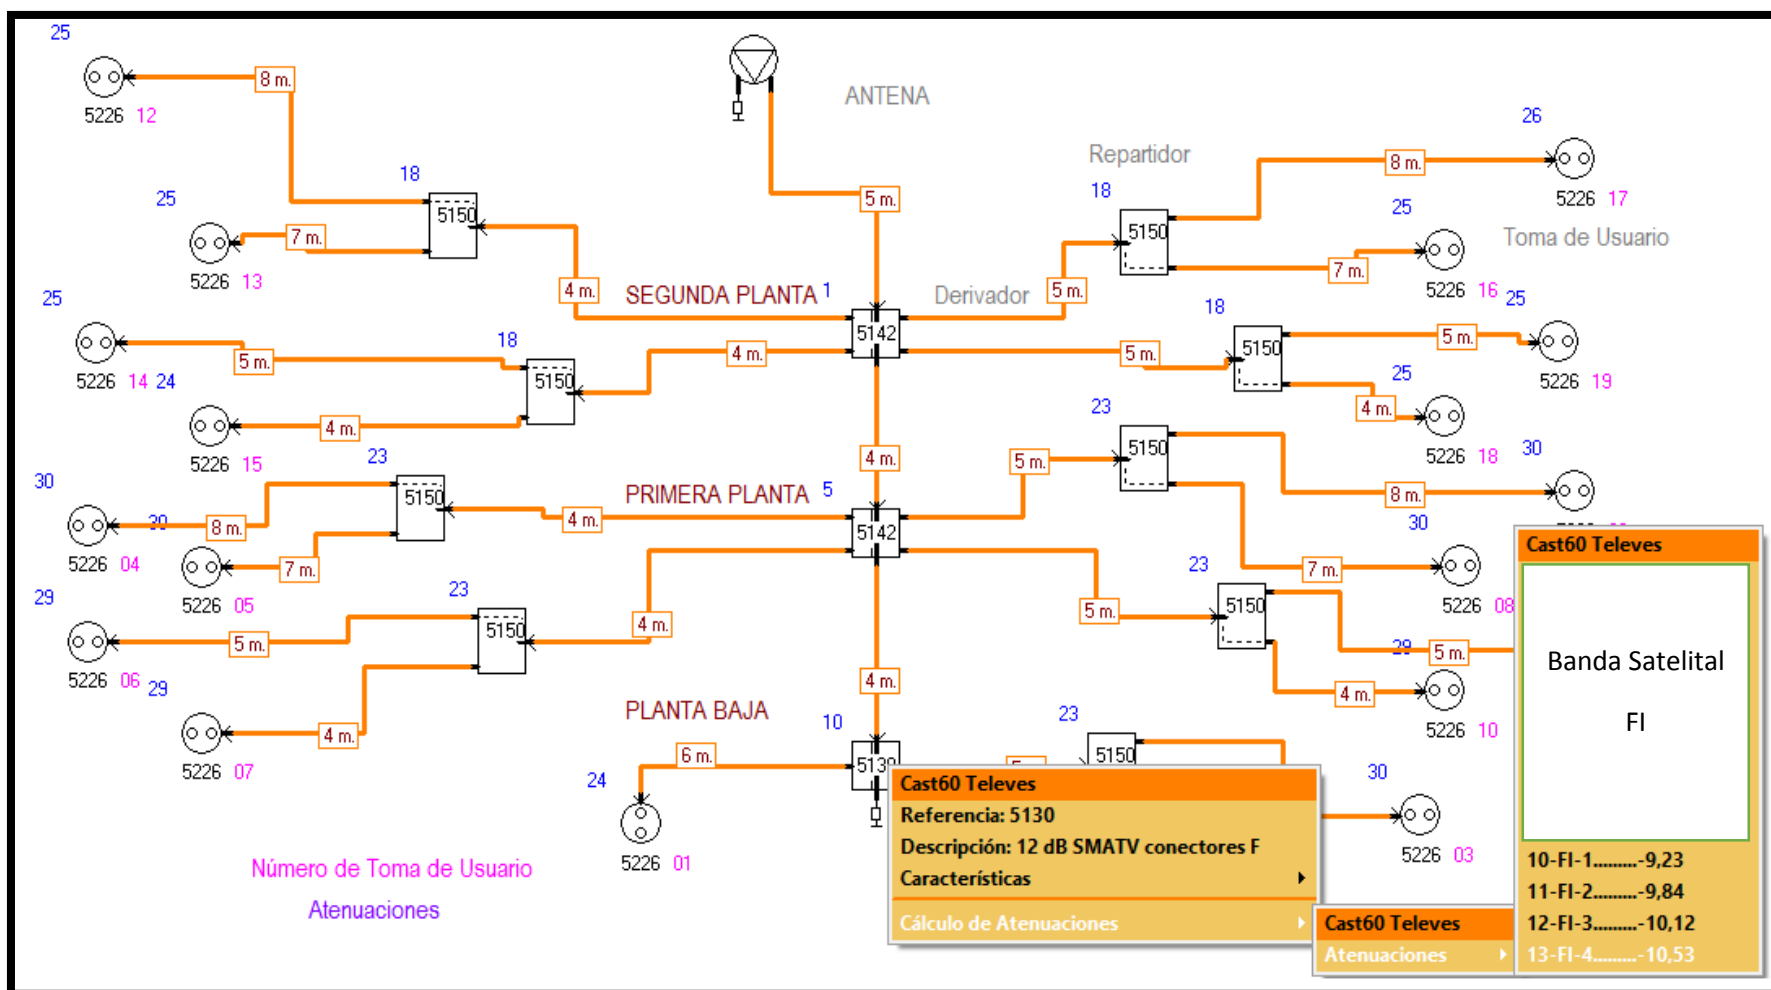 25
8 m.
5226 12
ANTENA
26
Repartidor
8 m.
5226 17
18
5150
25
7 m.
5226 13
5 m.
18
5150
25
7 m.
5226 16
Toma de Usuario
4 m.
SEGUNDA PLANTA 1
Derivador
5 m.
5142
25
5 m.
5226 14
18
5150
4 m.
5 m.
18
5150
25
5 m.
5226 19
24
4 m.
5226 15
25
4 m.
5226 18
4 m.
23
5150
30
8 m.
30
8 m.
5226 04
23
5150
4 m.
PRIMERA PLANTA 5
5142
5 m.
7 m.
5226 05
30
7 m.
5226 08
29
5 m.
5226 06
23
5150
4 m.
5 m.
23
5150
5 m.
29
4 m.
5226 10
29
4 m.
5226 07
4 m.
PLANTA BAJA
10
6 m.
24
5226 01
23
5150
30
5226 03
Número de Toma de Usuario
Atenuaciones
Cast60 Televes
Referencia: 5130
Descripción: 12 dB SMATV conectores F
Características
Cálculo de Atenuaciones
Cast60 Televes
Atenuaciones
Cast60 Televes
Banda Satelital
FI
10-FI-1.........-9,23
11-FI-2.........-9,84
12-FI-3.........-10,12
13-FI-4.........-10,53